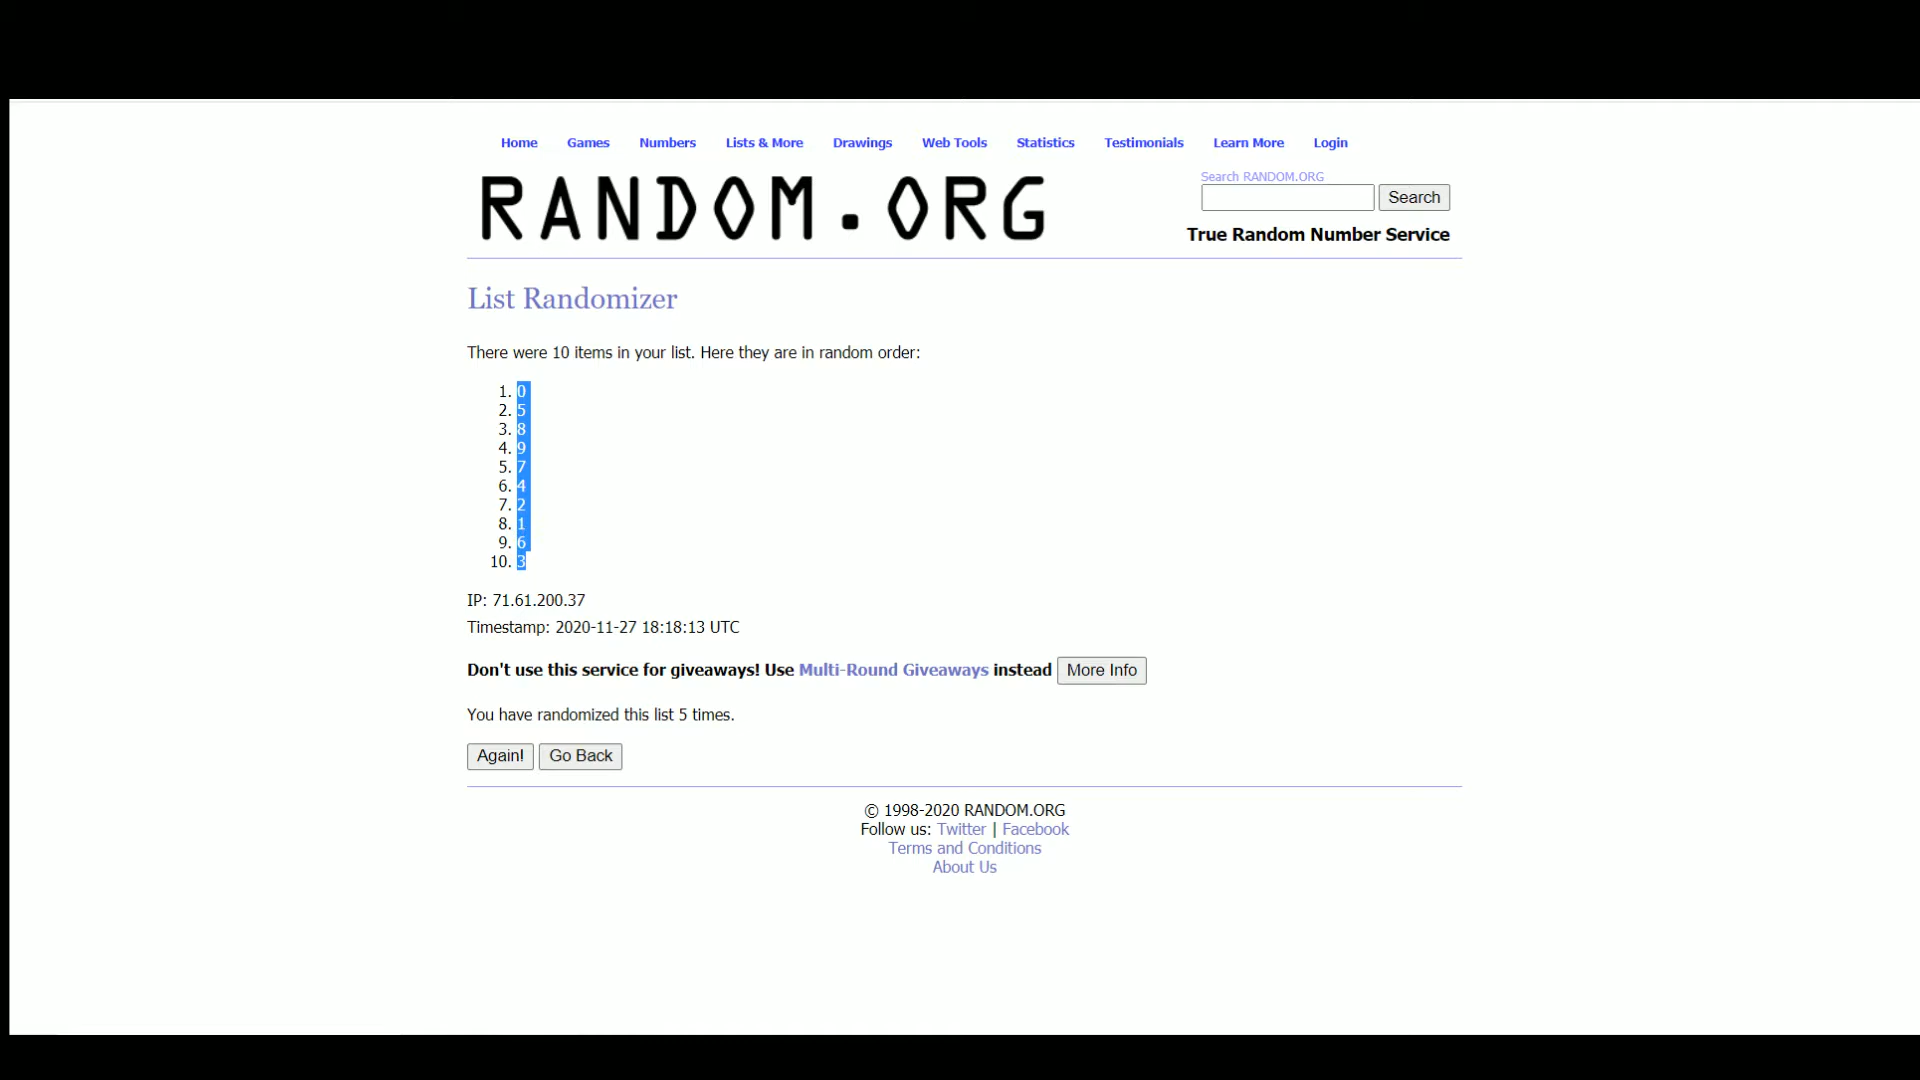 Home Games Numbers Lists & More Drawings Web Tools Statistics Testimonials Learn More Login
RANDOM.ORG
Search RANDOM.ORG
Search
True Random Number Service
List Randomizer
There were 10 items in your list. Here they are in random order:
1. 0
2. 5
3. 8
4. 9
5. 7
6. 4
7. 2
8. 1
9. 6
10. 3
IP: 71.61.200.37
Timestamp: 2020-11-27 18:18:13 UTC
Don't use this service for giveaways! Use Multi-Round Giveaways instead More Info
You have randomized this list 5 times.
Again! Go Back
© 1998-2020 RANDOM.ORG
Follow us: Twitter | Facebook
Terms and Conditions
About Us